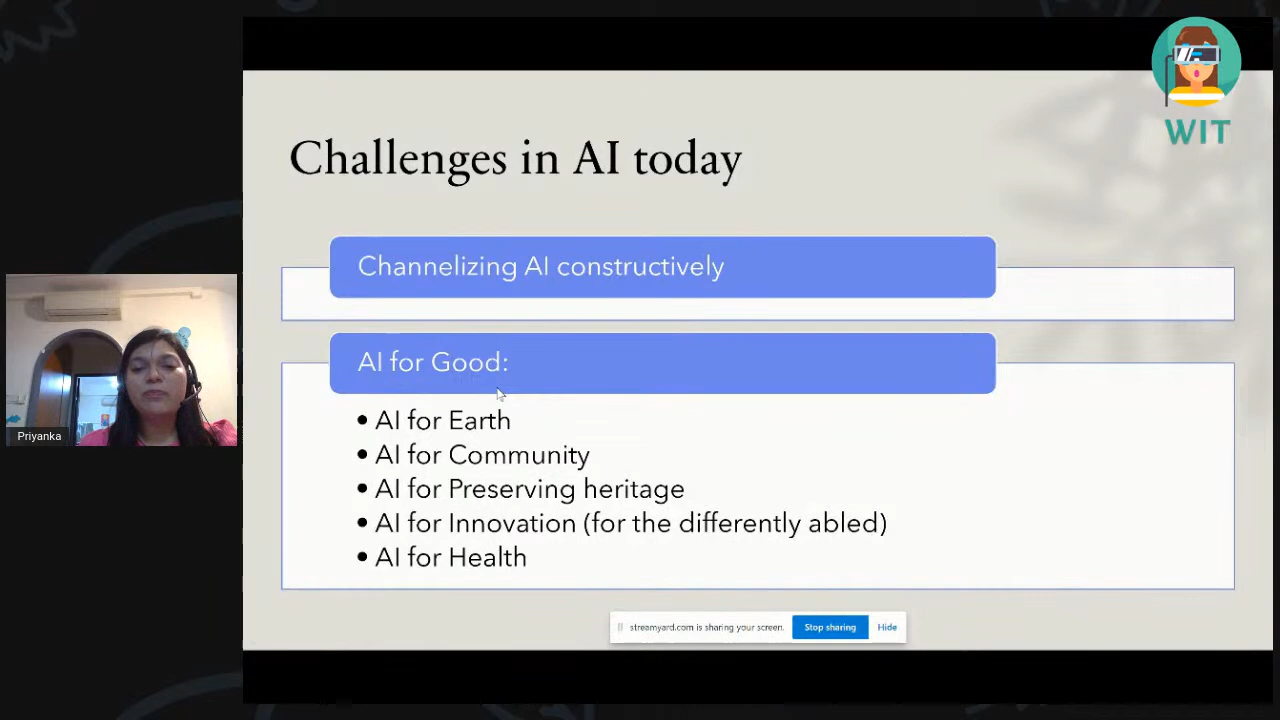 WIT
Challenges in AI today
Channelizing AI constructively
AI for Good:
• AI for Earth
• AI for Community
• AI for Preserving heritage
• AI for Innovation (for the differently abled)
• AI for Health
Priyanka
streamyard.com is sharing your screen. Stop sharing Hide